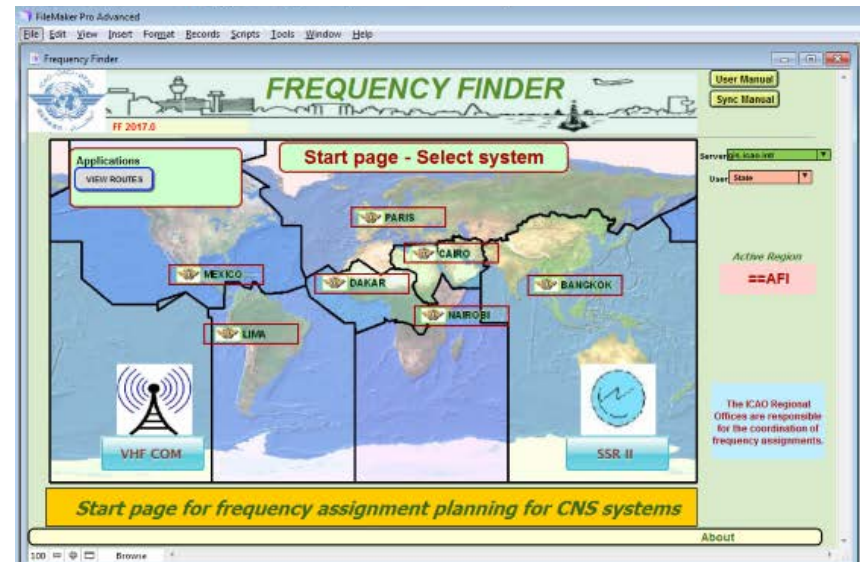 FileMaker Pro Advanced
File Edit View Insert Format Records Scripts Tools Window Help
Frequency Finder
FREQUENCY FINDER
User Manual
Sync Manual
FF 2017.0
Applications
VIEW ROUTES
Start page - Select system
Server gis.icao.intr
User State
PARIS
CAIRO
MEXICO
DAKAR
BANGKOK
NAIROBI
LIMA
Active Region
==AFI
The ICAO Regional
Offices are responsible
for the coordination of
frequency assignments.
VHF COM
SSR II
Start page for frequency assignment planning for CNS systems
About
100
Browse